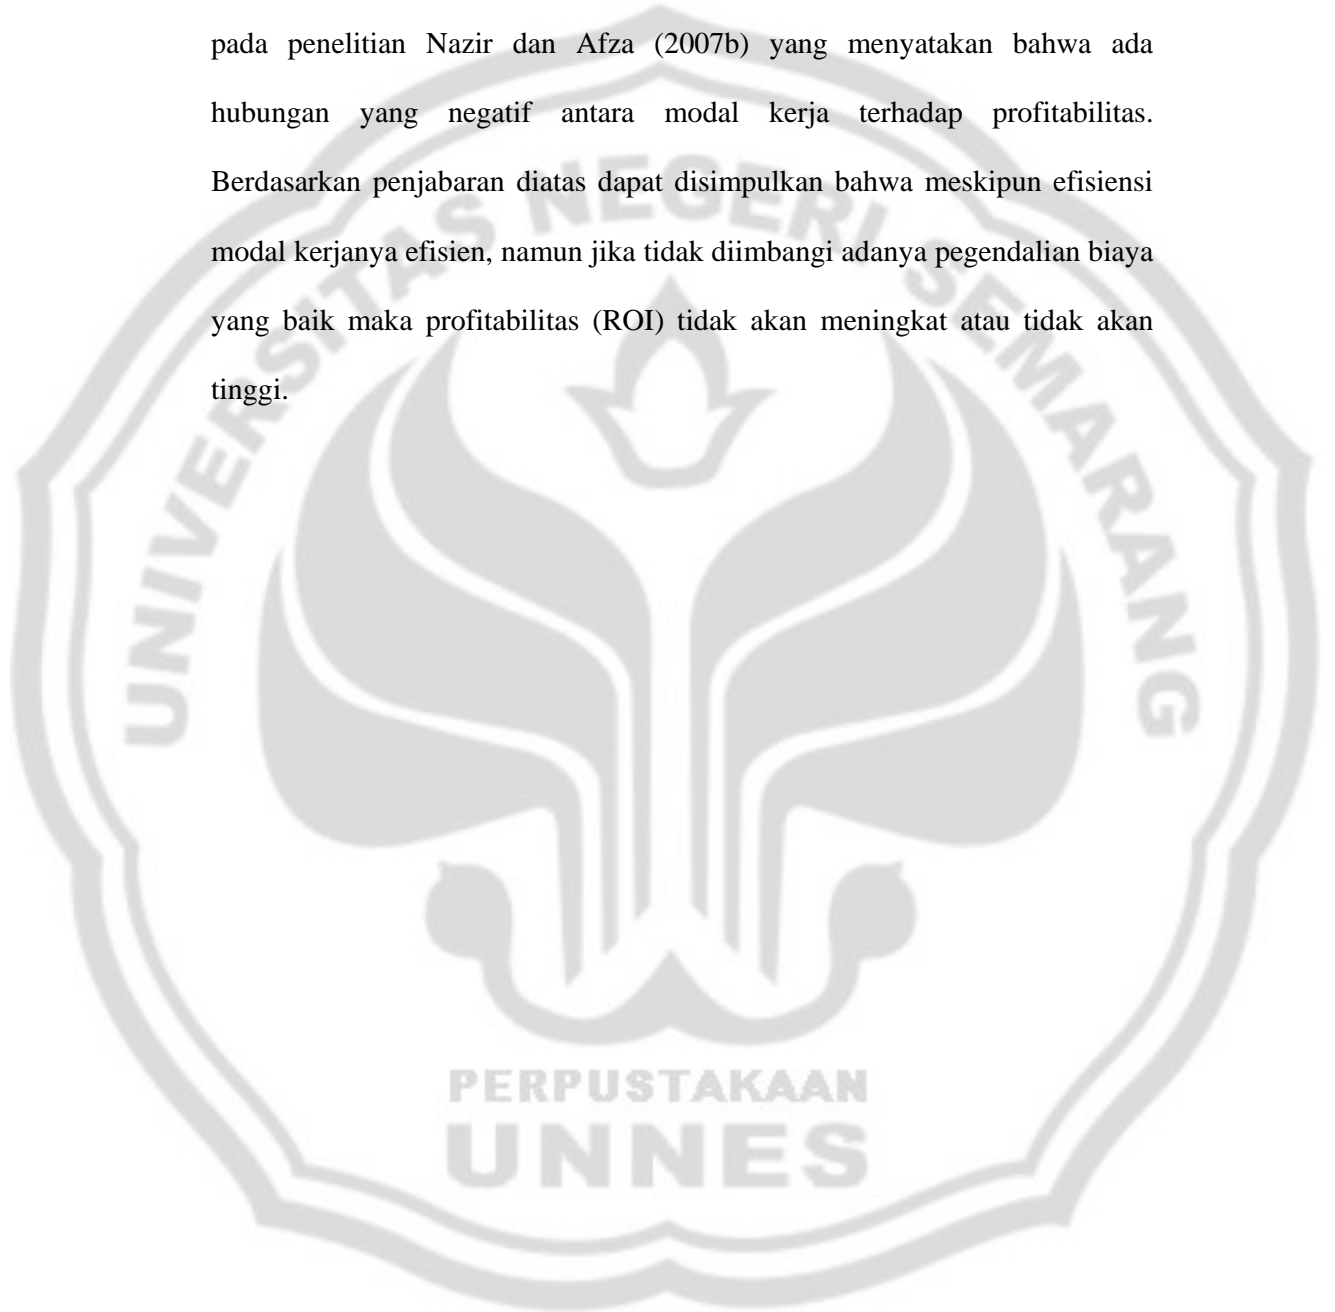 pada penelitian Nazir dan Afza (2007b) yang menyatakan bahwa ada
hubungan yang negatif antara modal kerja terhadap profitabilitas.
Berdasarkan penjabaran diatas dapat disimpulkan bahwa meskipun efisiensi
modal kerjanya efisien, namun jika tidak diimbangi adanya pegendalian biaya
yang baik maka profitabilitas (ROI) tidak akan meningkat atau tidak akan
tinggi.
UNIVERSITAS NEGERI SEMARANG
PERPUSTAKAAN
UNNES